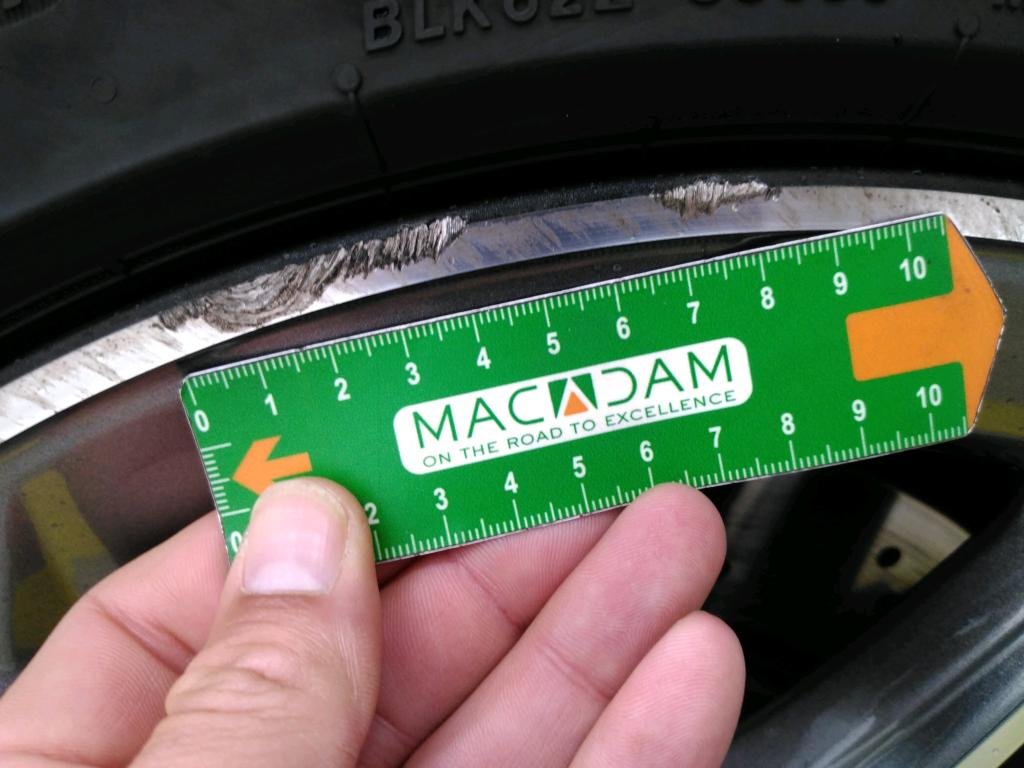 0 1 2 3 4 5 6 7 8 9 10
MACADAM
ON THE ROAD TO EXCELLENCE
0 2 3 4 5 6 7 8 9 10